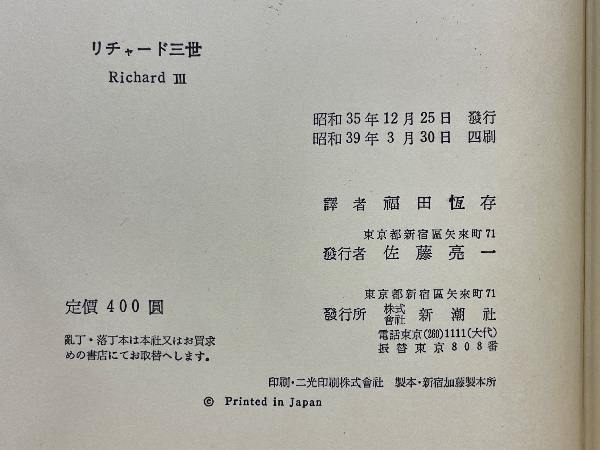 リチャード三世
Richard Ⅲ
昭和35年12月25日 發行
昭和39年3月30日 四刷
譯者 福田恆存
東京都新宿區矢來町71
發行者 佐藤亮一
東京都新宿區矢來町71
發行所 株式會社 新潮社
電話東京(260)1111(大代)
振替東京808番
定價400圓
亂丁・落丁本は本社又はお買求
めの書店にてお取替へします。
印刷・二光印刷株式會社 製本・新宿加藤製本所
© Printed in Japan